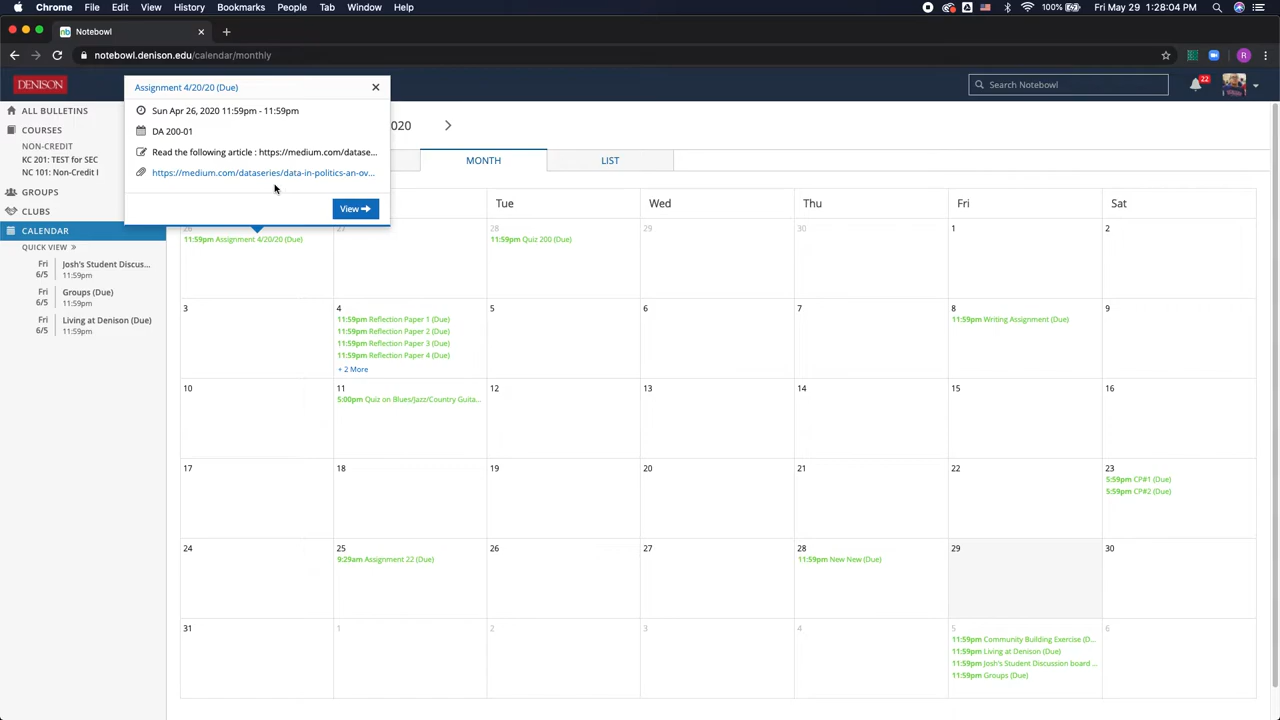 Chrome File Edit View History Bookmarks People Tab Window Help
100% Fri May 29 1:28:04 PM
nb Notebowl
notebowl.denison.edu/calendar/monthly
R
DENISON
Search Notebowl
22
ALL BULLETINS
COURSES
NON-CREDIT
KC 201: TEST for SEC
NC 101: Non-Credit I
GROUPS
CLUBS
CALENDAR
QUICK VIEW »
Fri 6/5 Josh's Student Discus...
11:59pm
Fri 6/5 Groups (Due)
11:59pm
Fri 6/5 Living at Denison (Due)
11:59pm
Assignment 4/20/20 (Due)
Sun Apr 26, 2020 11:59pm - 11:59pm
DA 200-01
Read the following article : https://medium.com/datase...
https://medium.com/dataseries/data-in-politics-an-ov...
View
020
MONTH LIST
Tue Wed Thu Fri Sat
26 27 28 29 30 1 2
11:59pm Assignment 4/20/20 (Due)
11:59pm Quiz 200 (Due)
3 4 5 6 7 8 9
11:59pm Reflection Paper 1 (Due)
11:59pm Reflection Paper 2 (Due)
11:59pm Reflection Paper 3 (Due)
11:59pm Reflection Paper 4 (Due)
+ 2 More
11:59pm Writing Assignment (Due)
10 11 12 13 14 15 16
5:00pm Quiz on Blues/Jazz/Country Guita...
17 18 19 20 21 22 23
5:59pm CP#1 (Due)
5:59pm CP#2 (Due)
24 25 26 27 28 29 30
9:29am Assignment 22 (Due)
11:59pm New New (Due)
31 1 2 3 4 5 6
11:59pm Community Building Exercise (D...
11:59pm Living at Denison (Due)
11:59pm Josh's Student Discussion board ...
11:59pm Groups (Due)